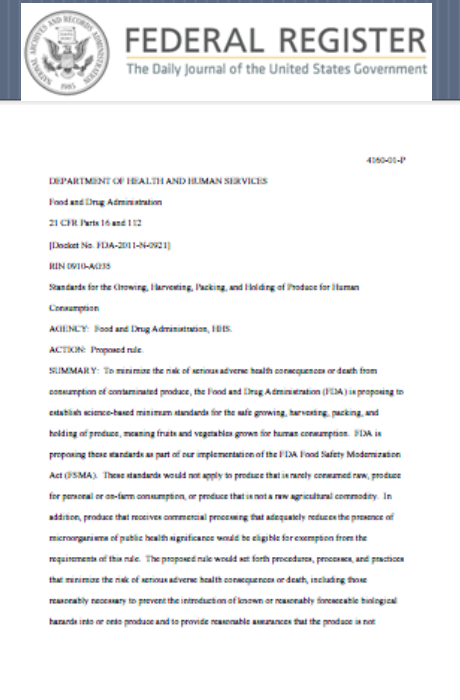 FEDERAL REGISTER
The Daily Journal of the United States Government
NATIONAL ARCHIVES AND RECORDS ADMINISTRATION
1985
4160-01-P
DEPARTMENT OF HEALTH AND HUMAN SERVICES
Food and Drug Administration
21 CFR Parts 16 and 112
[Docket No. FDA-2011-N-0921]
RIN 0910-AG35
Standards for the Growing, Harvesting, Packing, and Holding of Produce for Human
Consumption
AGENCY: Food and Drug Administration, HHS.
ACTION: Proposed rule.
SUMMARY: To minimize the risk of serious adverse health consequences or death from
consumption of contaminated produce, the Food and Drug Administration (FDA) is proposing to
establish science-based minimum standards for the safe growing, harvesting, packing, and
holding of produce, meaning fruits and vegetables grown for human consumption. FDA is
proposing these standards as part of our implementation of the FDA Food Safety Modernization
Act (FSMA). These standards would not apply to produce that is rarely consumed raw, produce
for personal or on-farm consumption, or produce that is not a raw agricultural commodity. In
addition, produce that receives commercial processing that adequately reduces the presence of
microorganisms of public health significance would be eligible for exemption from the
requirements of this rule. The proposed rule would set forth procedures, processes, and practices
that minimize the risk of serious adverse health consequences or death, including those
reasonably necessary to prevent the introduction of known or reasonably foreseeable biological
hazards into or onto produce and to provide reasonable assurances that the produce is not